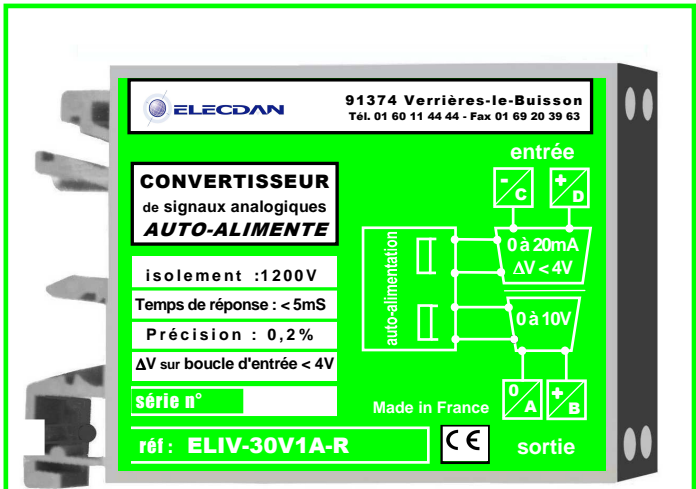 ELECDAN
91374 Verrières-le-Buisson
Tél. 01 60 11 44 44 - Fax 01 69 20 39 63
CONVERTISSEUR
de signaux analogiques
AUTO-ALIMENTE
isolement :1200V
Temps de réponse : < 5mS
Précision : 0,2%
ΔV sur boucle d'entrée < 4V
série n°
réf : ELIV-30V1A-R
entrée
- C
+ D
auto-alimentation
0 à 20mA
ΔV < 4V
0 à 10V
0 A
+ B
Made in France
CE
sortie